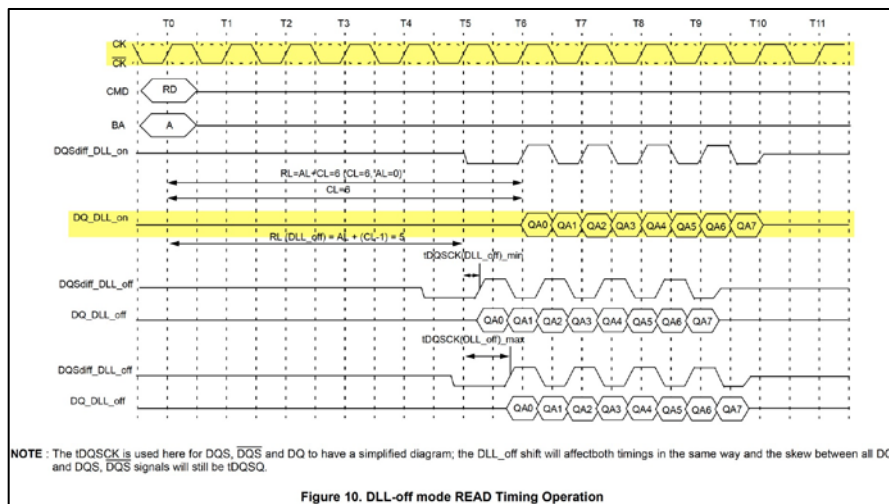 T0 T1 T2 T3 T4 T5 T6 T7 T8 T9 T10 T11
CK
CK
CMD RD
BA A
DQSdiff_DLL_on
RL=AL+CL=6 (CL=6, AL=0)
CL=6
DQ_DLL_on QA0 QA1 QA2 QA3 QA4 QA5 QA6 QA7
RL (DLL_off) = AL + (CL-1) = 5
tDQSCK(DLL_off)_min
DQSdiff_DLL_off
DQ_DLL_off QA0 QA1 QA2 QA3 QA4 QA5 QA6 QA7
tDQSCK(DLL_off)_max
DQSdiff_DLL_off
DQ_DLL_off QA0 QA1 QA2 QA3 QA4 QA5 QA6 QA7
NOTE : The tDQSCK is used here for DQS, DQS and DQ to have a simplified diagram; the DLL_off shift will affectboth timings in the same way and the skew between all DQ
and DQS, DQS signals will still be tDQSQ.
Figure 10. DLL-off mode READ Timing Operation